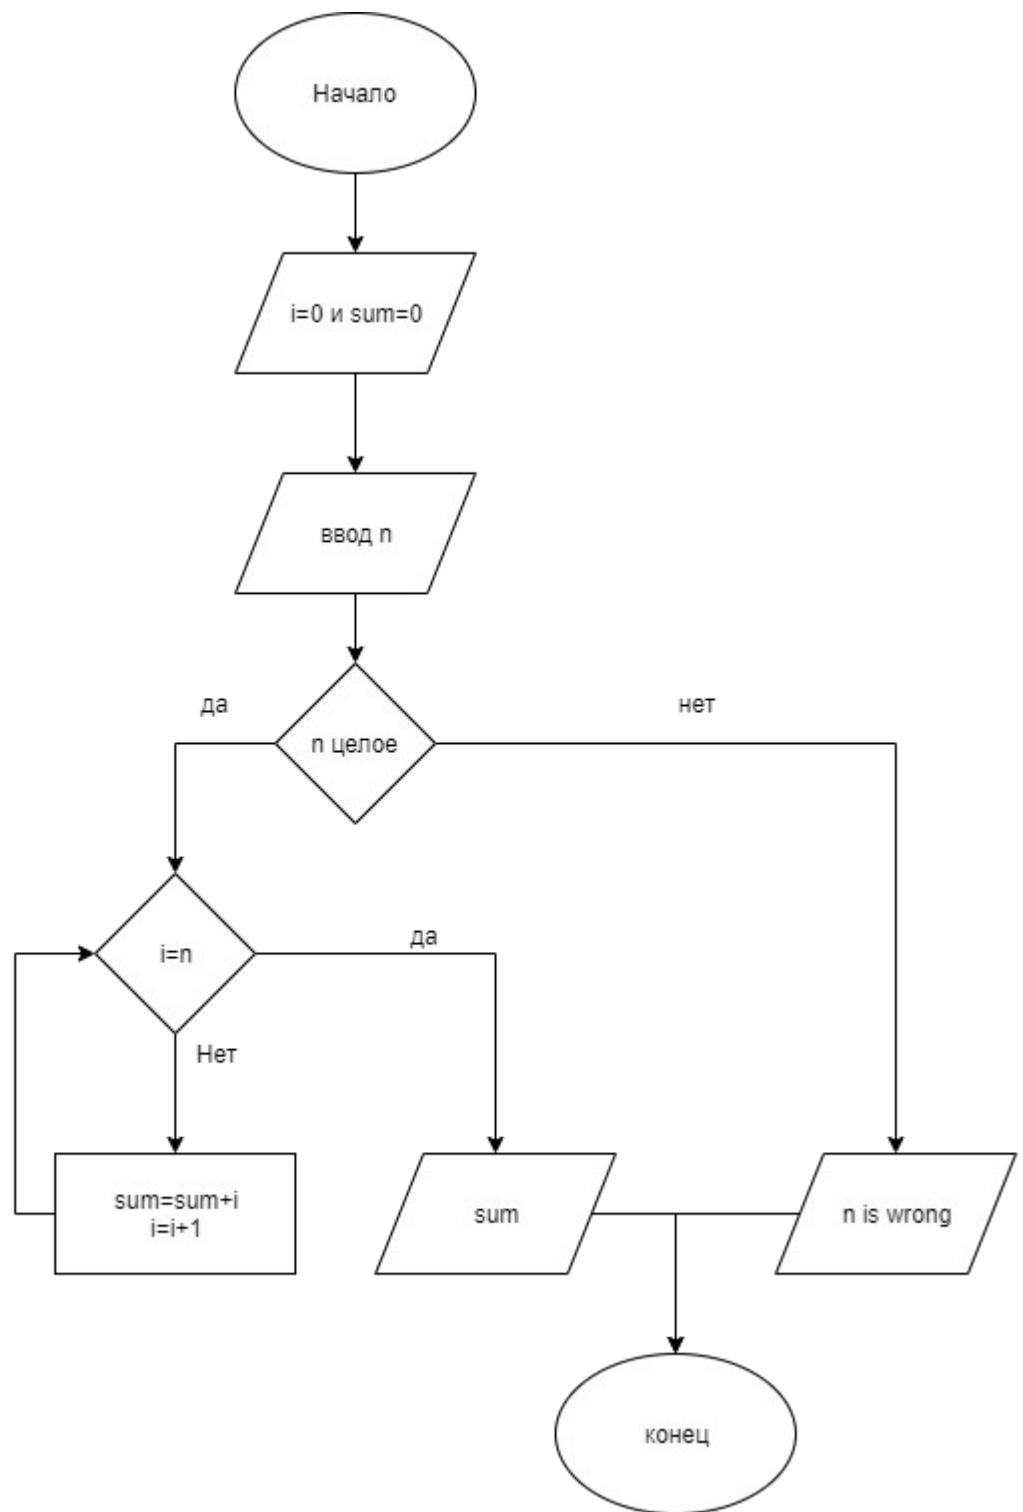 Начало
i=0 и sum=0
ввод n
да
нет
n целое
i=n
да
Нет
sum=sum+i
i=i+1
sum
n is wrong
конец